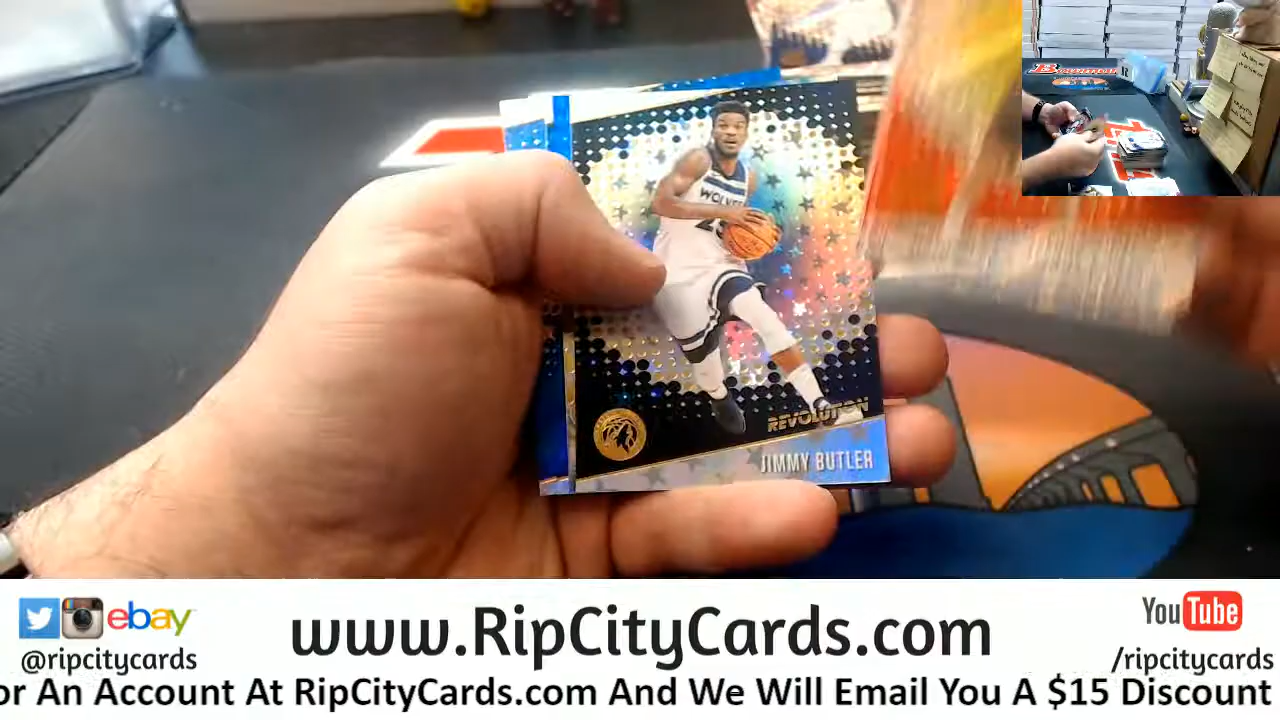 WOLVES
REVOLUTION
JIMMY BUTLER
ebay
@ripcitycards
www.RipCityCards.com
YouTube
/ripcitycards
or An Account At RipCityCards.com And We Will Email You A $15 Discount